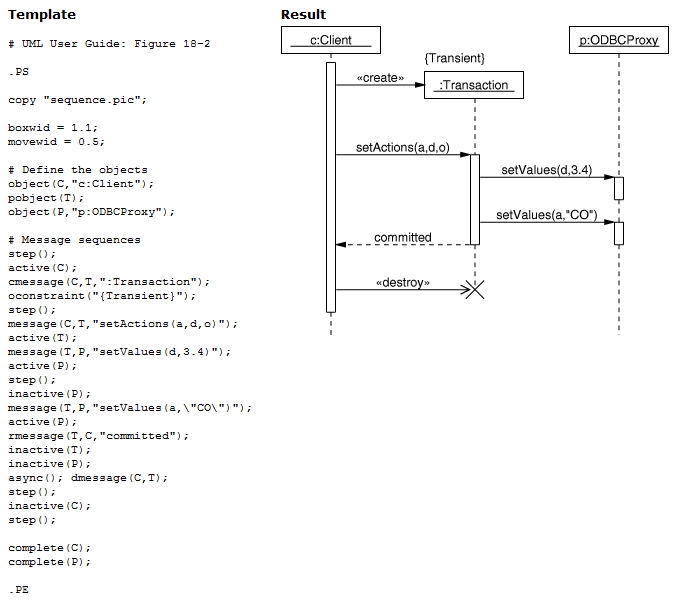 Template
# UML User Guide: Figure 18-2
.PS
copy "sequence.pic";
boxwid = 1.1;
movewid = 0.5;
# Define the objects
object(C,"c:Client");
pobject(T);
object(P,"p:ODBCProxy");
# Message sequences
step();
active(C);
cmessage(C,T,":Transaction");
oconstraint("{Transient}");
step();
message(C,T,"setActions(a,d,o)");
active(T);
message(T,P,"setValues(d,3.4)");
active(P);
step();
inactive(P);
message(T,P,"setValues(a,\"CO\")");
active(P);
rmessage(T,C,"committed");
inactive(T);
inactive(P);
async(); dmessage(C,T);
step();
inactive(C);
step();
complete(C);
complete(P);
.PE
Result
c:Client
p:ODBCProxy
{Transient}
«create»
:Transaction
setActions(a,d,o)
setValues(d,3.4)
setValues(a,"CO")
committed
«destroy»